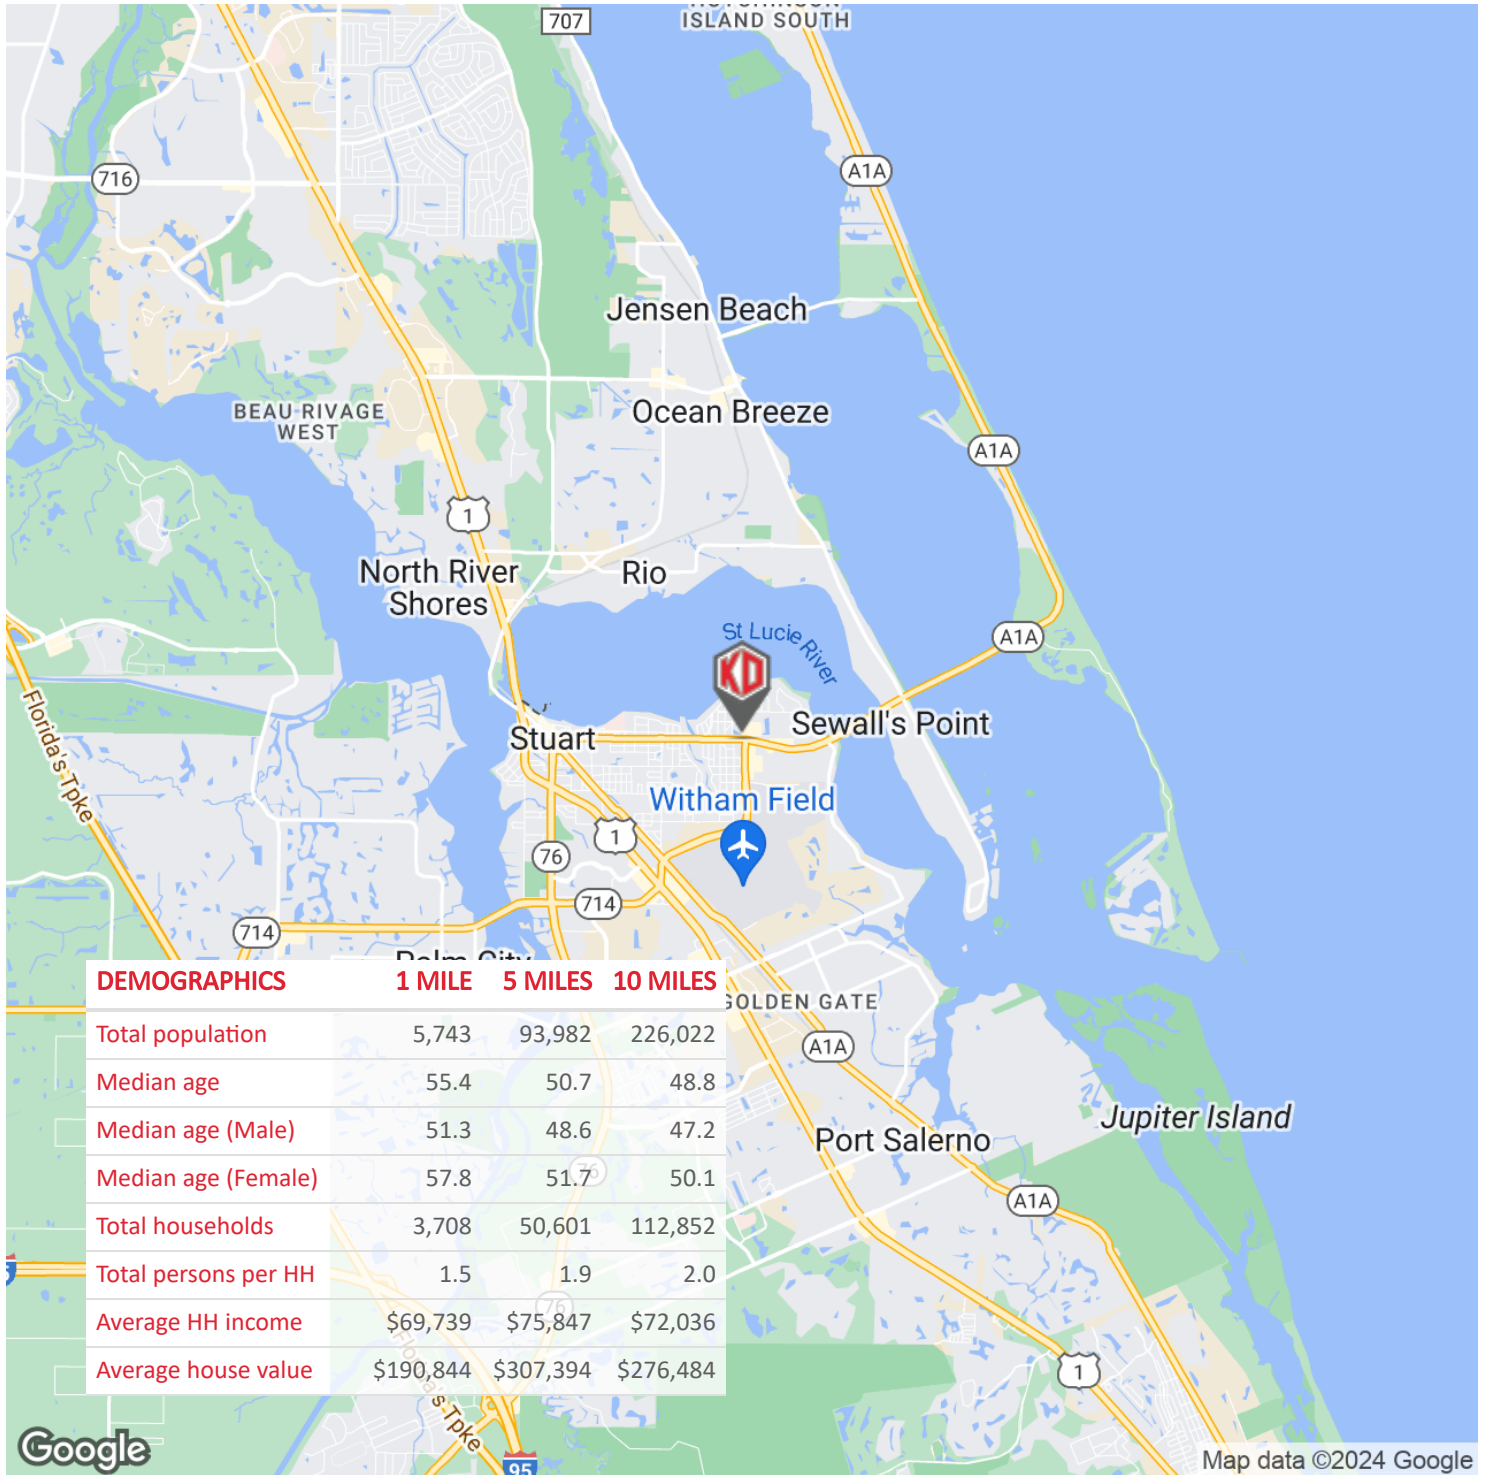 ISLAND SOUTH
707
A1A
716
Jensen Beach
BEAU RIVAGE
WEST
Ocean Breeze
A1A
1
North River
Shores
Rio
St Lucie River
A1A
KD
Florida's Tpke
Stuart
Sewall's Point
Witham Field
1
76
714
714
Palm City
DEMOGRAPHICS 1 MILE 5 MILES 10 MILES
GOLDEN GATE
Total population 5,743 93,982 226,022
A1A
Median age 55.4 50.7 48.8
Median age (Male) 51.3 48.6 47.2
Jupiter Island
Port Salerno
Median age (Female) 57.8 51.7 50.1
76
A1A
Total households 3,708 50,601 112,852
Total persons per HH 1.5 1.9 2.0
76
Average HH income $69,739 $75,847 $72,036
Average house value $190,844 $307,394 $276,484
1
Florida's Tpke
Google
95
Map data ©2024 Google